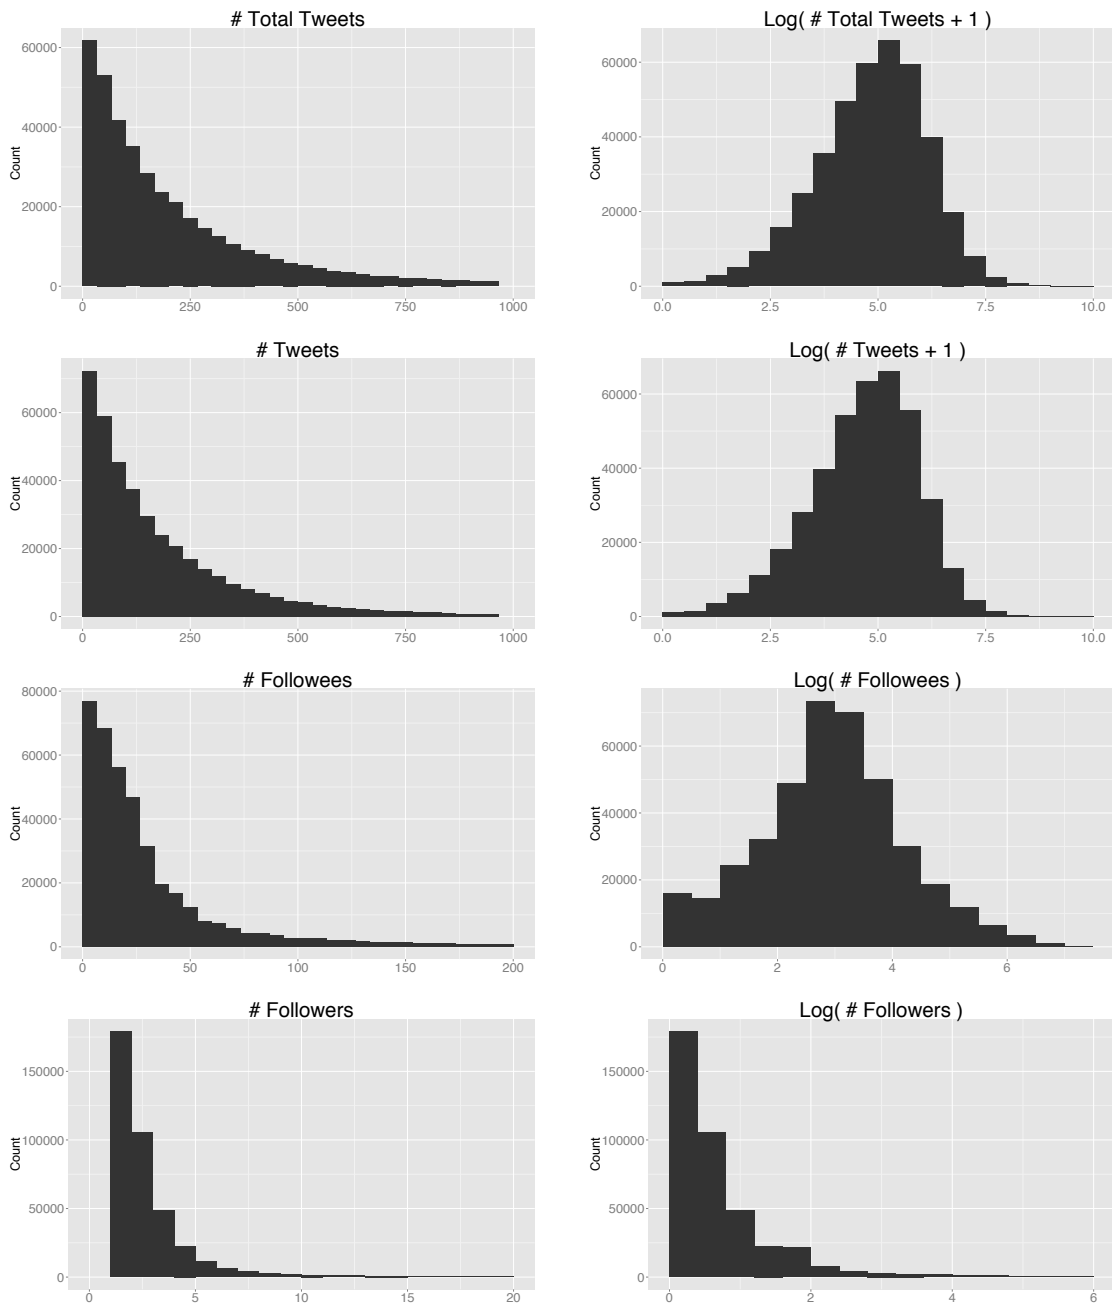 # Total Tweets
Log( # Total Tweets + 1 )
Count
60000
40000
20000
0
0 250 500 750 1000
Count
60000
40000
20000
0
0.0 2.5 5.0 7.5 10.0
# Tweets
Log( # Tweets + 1 )
Count
60000
40000
20000
0
0 250 500 750 1000
Count
60000
40000
20000
0
0.0 2.5 5.0 7.5 10.0
# Followees
Log( # Followees )
Count
80000
60000
40000
20000
0
0 50 100 150 200
Count
60000
40000
20000
0
0 2 4 6
# Followers
Log( # Followers )
Count
150000
100000
50000
0
0 5 10 15 20
Count
150000
100000
50000
0
0 2 4 6